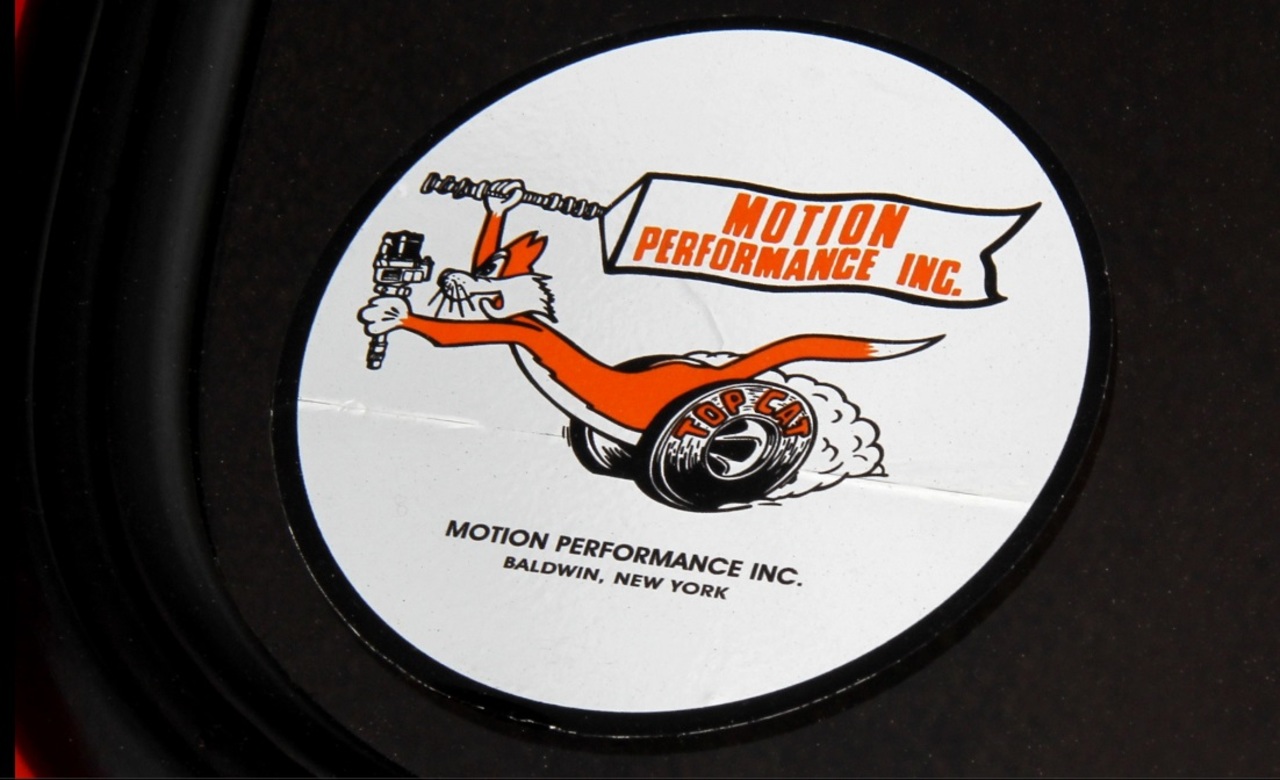 MOTION
PERFORMANCE INC.
TOP CAT
MOTION PERFORMANCE INC.
BALDWIN, NEW YORK